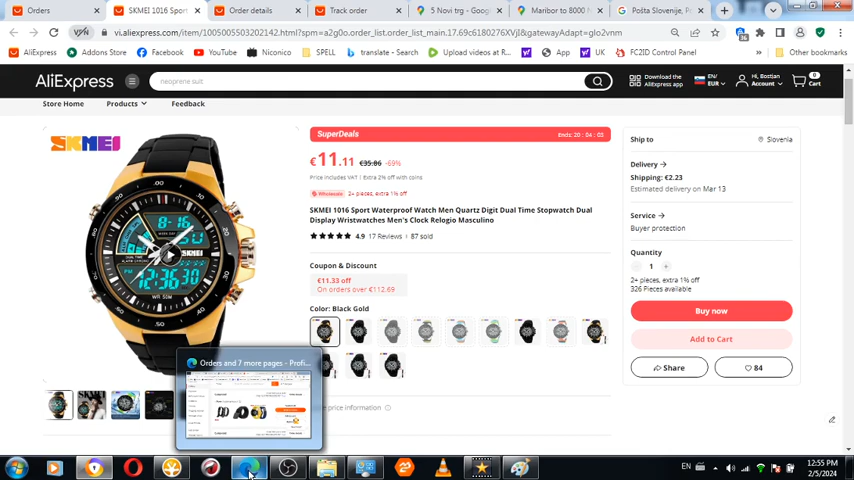 Orders
SKMEI 1016 Sport
Order details
Track order
5 Novi trg - Goog
Maribor to 8000 N
Pošta Slovenije, Po
VPN
vi.aliexpress.com/item/1005005503202142.html?spm=a2g0o.order_list.order_list_main.17.69c6180276XVjI&gatewayAdapt=glo2vnm
AliExpress
Addons Store
Facebook
YouTube
Niconico
SPELL
translate - Search
Upload videos at R...
UK
FC2ID Control Pane...
Other bookmarks
AliExpress
neoprene suit
Download the
AliExpress app
EN/
EUR
Hi, Bostjan
Account
0
Cart
Store Home
Products
Feedback
SKMEI
SuperDeals
€11.11
€35.86
-69%
Price includes VAT | Extra 2% off with coins
Wholesale
2+ pieces, extra 1% off
SKMEI 1016 Sport Waterproof Watch Men Quartz Digit Dual Time Stopwatch Dual
Display Wristwatches Men's Clock Relogio Masculino
4.9
17 Reviews
87 sold
Coupon & Discount
€11.33 off
On orders over €112,69
Color: Black Gold
price information
Ship to
Slovenia
Delivery
Shipping: €2.23
Estimated delivery on Mar 13
Service
Buyer protection
Quantity
1
2+ pieces, extra 1% off
326 Pieces available
Buy now
Add to Cart
Share
84
Orders and 7 more pages - Profi...
EN
12:55 PM
2/5/2024